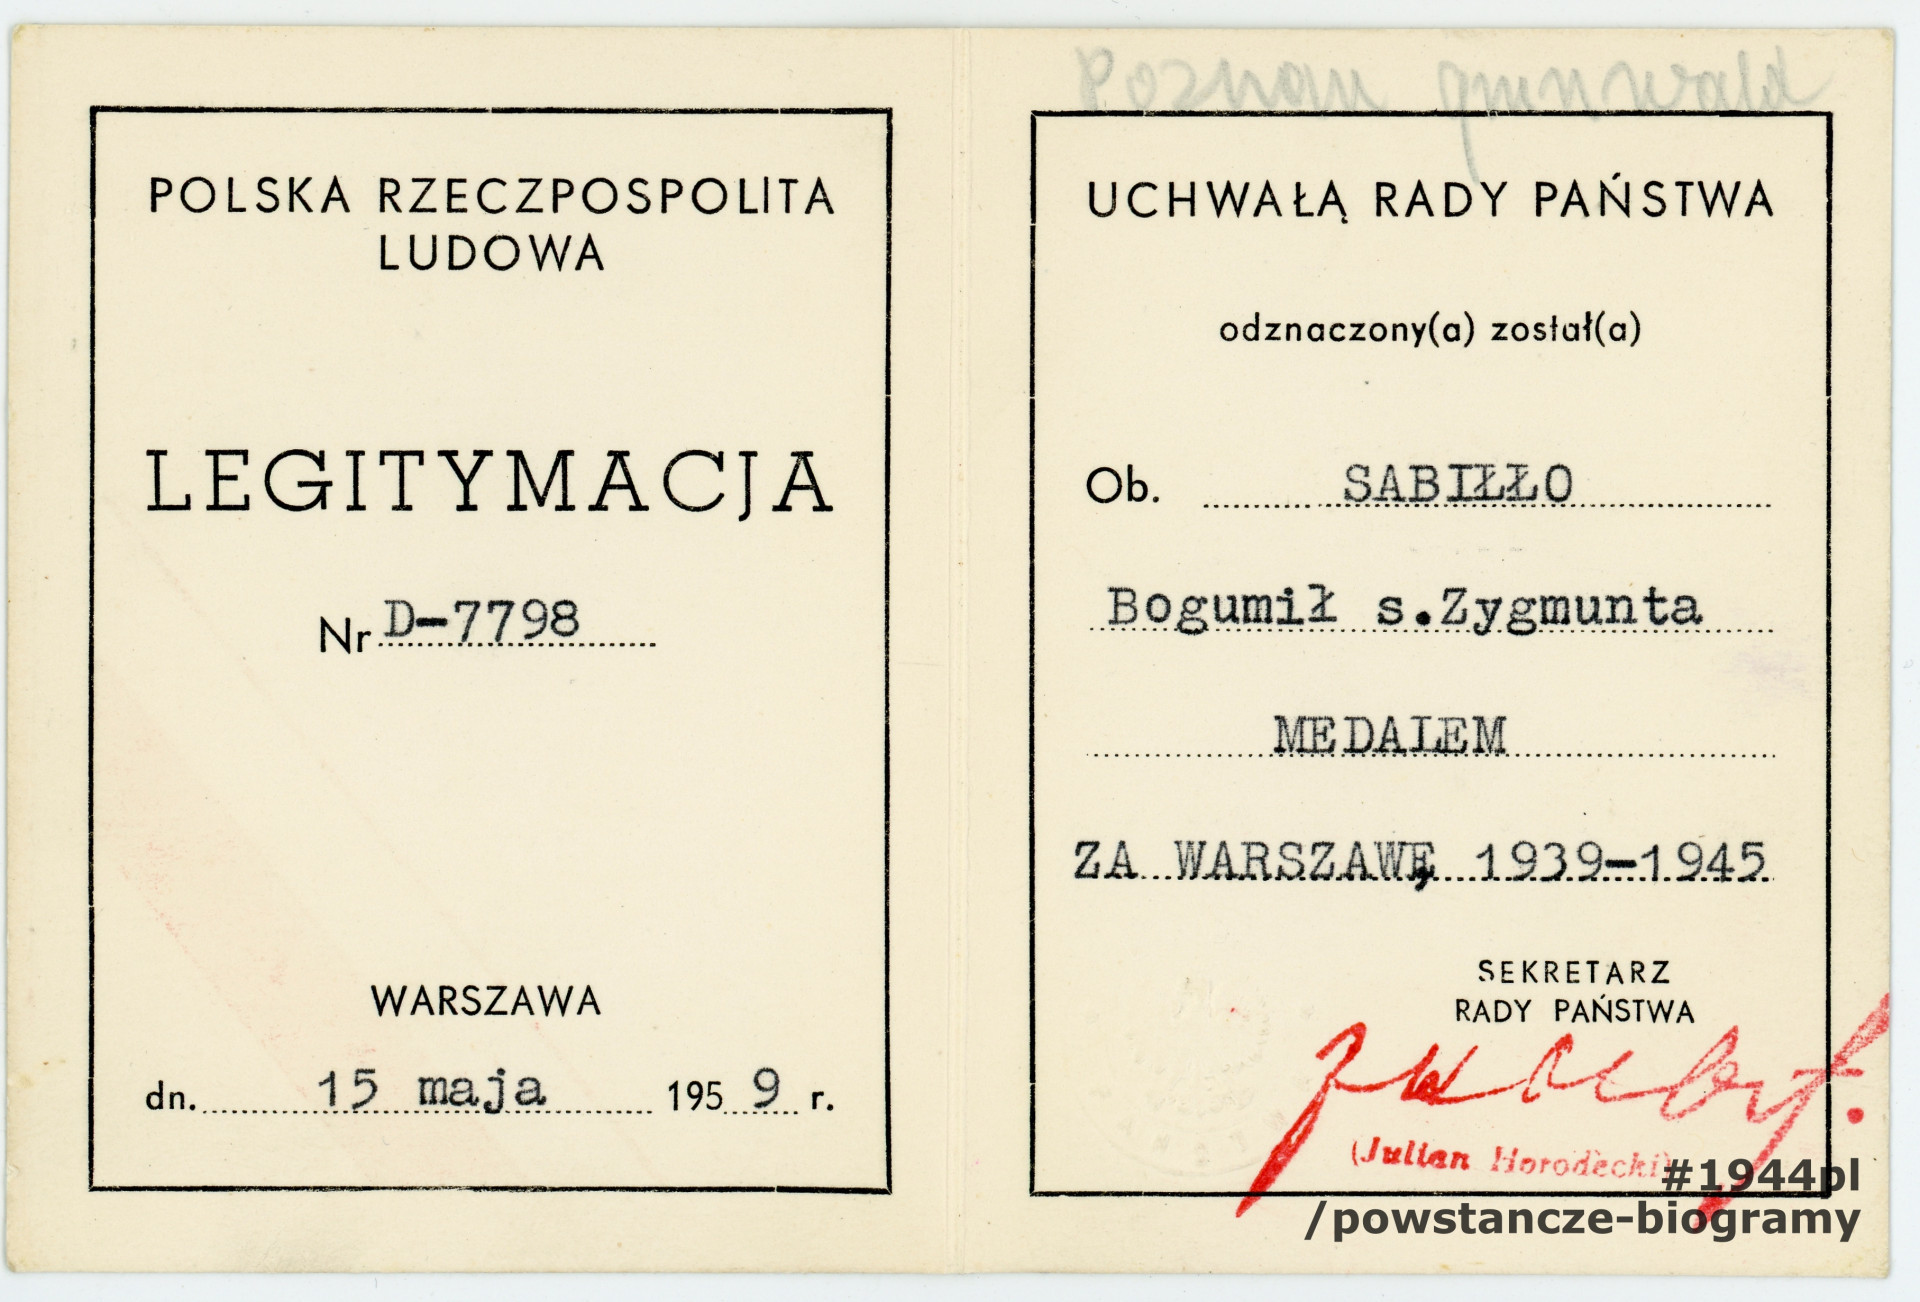 POLSKA RZECZPOSPOLITA
LUDOWA
LEGITYMACJA
Nr D-7798
WARSZAWA
dn. 15 maja 1959 r.
Poznań grunwald
UCHWAŁĄ RADY PAŃSTWA
odznaczony(a) został(a)
Ob. SABIŁŁO
Bogumił s.Zygmunta
MEDALEM
ZA WARSZAWĘ 1939-1945
SEKRETARZ
RADY PAŃSTWA
(Julian Horodecki)
#1944pl
/powstancze-biogramy